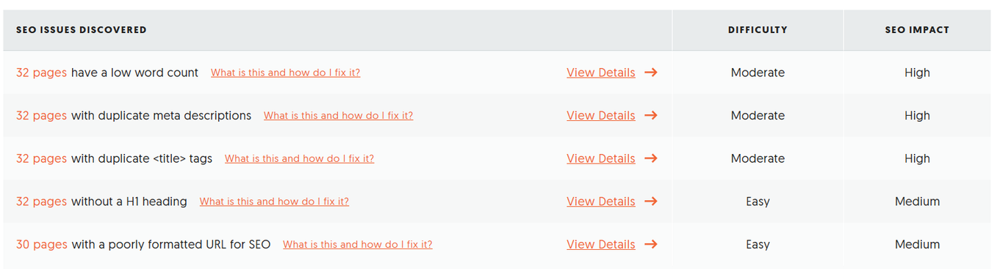 SEO ISSUES DISCOVERED DIFFICULTY SEO IMPACT
32 pages have a low word count What is this and how do I fix it? View Details → Moderate High
32 pages with duplicate meta descriptions What is this and how do I fix it? View Details → Moderate High
32 pages with duplicate <title> tags What is this and how do I fix it? View Details → Moderate High
32 pages without a H1 heading What is this and how do I fix it? View Details → Easy Medium
30 pages with a poorly formatted URL for SEO What is this and how do I fix it? View Details → Easy Medium